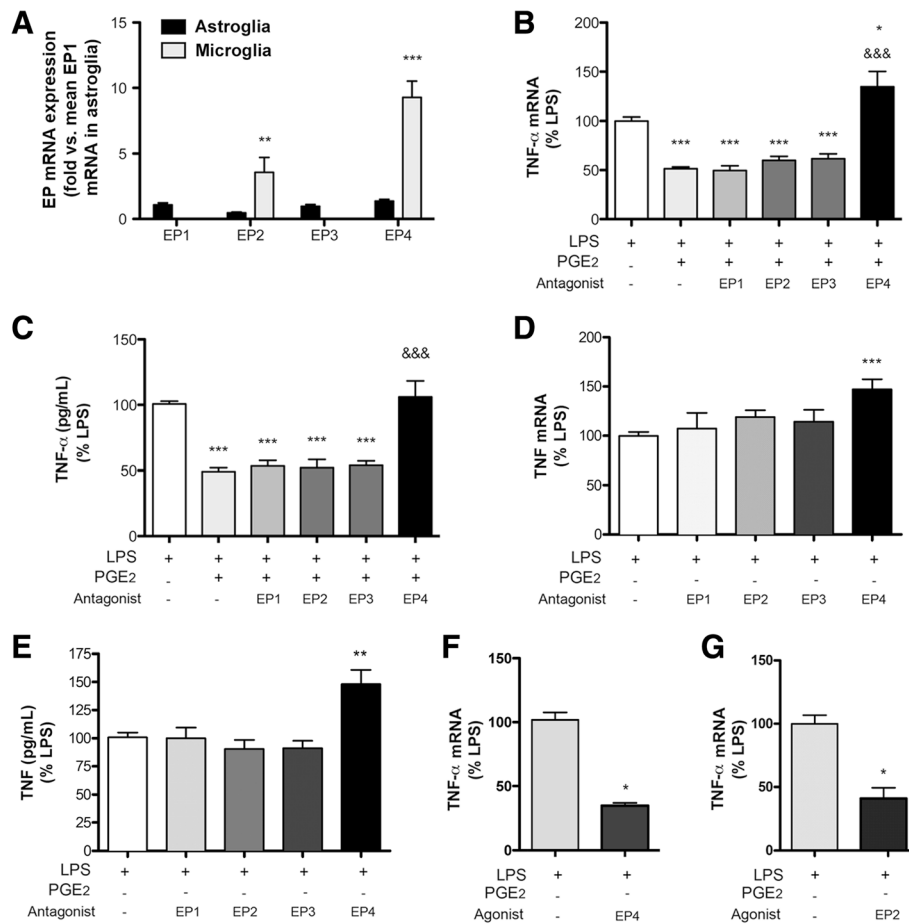 A
EP mRNA expression
(fold vs. mean EP1
mRNA in astroglia)
15
10
5
0
Astroglia
Microglia
**
***
EP1 EP2 EP3 EP4
B
TNF-α mRNA
(% LPS)
200
150
100
50
0
*** *** *** ***
*
&&&
LPS + + + + + +
PGE2 - + + + + +
Antagonist - - EP1 EP2 EP3 EP4
C
TNF-α (pg/mL)
(% LPS)
150
100
50
0
*** *** *** ***
&&&
LPS + + + + + +
PGE2 - + + + + +
Antagonist - - EP1 EP2 EP3 EP4
D
TNF mRNA
(% LPS)
200
150
100
50
0
***
LPS + + + + +
PGE2 - - - - -
Antagonist - EP1 EP2 EP3 EP4
E
TNF (pg/mL)
(% LPS)
175
150
125
100
75
50
25
0
**
LPS + + + + +
PGE2 - - - - -
Antagonist - EP1 EP2 EP3 EP4
F
TNF-α mRNA
(% LPS)
150
100
50
0
*
LPS + +
PGE2 - -
Agonist - EP4
G
TNF-α mRNA
(% LPS)
150
100
50
0
*
LPS + +
PGE2 - -
Agonist - EP2